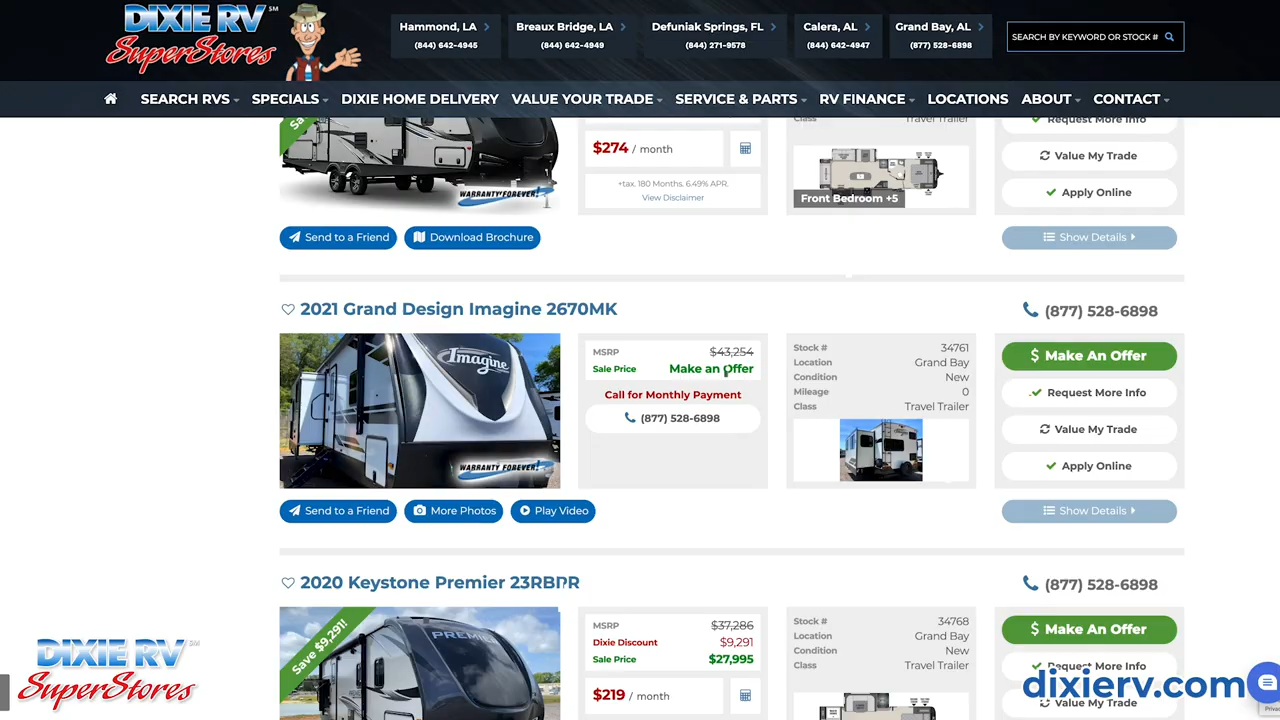 DIXIE RV SM
SuperStores
Hammond, LA
(844) 642-4945
Breaux Bridge, LA
(844) 642-4949
Defuniak Springs, FL
(844) 271-9578
Calera, AL
(844) 642-4947
Grand Bay, AL
(877) 528-6898
SEARCH BY KEYWORD OR STOCK #
SEARCH RVS
SPECIALS
DIXIE HOME DELIVERY
VALUE YOUR TRADE
SERVICE & PARTS
RV FINANCE
LOCATIONS
ABOUT
CONTACT
WARRANTY FOREVER!
$274 / month
+tax. 180 Months. 6.49% APR.
View Disclaimer
Class Travel Trailer
Front Bedroom +5
Request More Info
Value My Trade
Apply Online
Send to a Friend
Download Brochure
Show Details
2021 Grand Design Imagine 2670MK
(877) 528-6898
Imagine
WARRANTY FOREVER!
MSRP $43,254
Sale Price Make an Offer
Call for Monthly Payment
(877) 528-6898
Stock # 34761
Location Grand Bay
Condition New
Mileage 0
Class Travel Trailer
$ Make An Offer
Request More Info
Value My Trade
Apply Online
Send to a Friend
More Photos
Play Video
Show Details
2020 Keystone Premier 23RBPR
(877) 528-6898
Save $9,291!
PREMIER
MSRP $37,286
Dixie Discount $9,291
Sale Price $27,995
$219 / month
Stock # 34768
Location Grand Bay
Condition New
Class Travel Trailer
$ Make An Offer
Request More Info
Value My Trade
DIXIE RV SM
SuperStores
dixierv.com